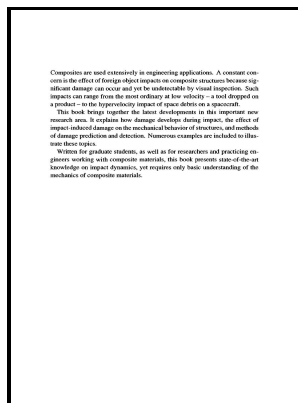 Composites are used extensively in engineering applications. A constant con-
cern is the effect of foreign object impacts on composite structures because sig-
nificant damage can occur and yet be undetectable by visual inspection. Such
impacts can range from the most ordinary at low velocity – a tool dropped on
a product – to the hypervelocity impact of space debris on a spacecraft.
This book brings together the latest developments in this important new
research area. It explains how damage develops during impact, the effect of
impact-induced damage on the mechanical behavior of structures, and methods
of damage prediction and detection. Numerous examples are included to illus-
trate these topics.
Written for graduate students, as well as for researchers and practicing en-
gineers working with composite materials, this book presents state-of-the-art
knowledge on impact dynamics, yet requires only basic understanding of the
mechanics of composite materials.